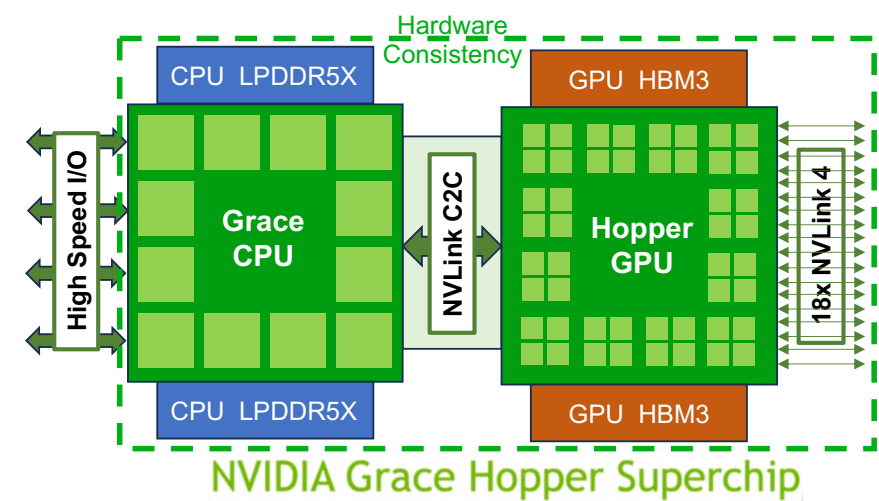 Hardware
Consistency
CPU LPDDR5X
GPU HBM3
High Speed I/O
Grace
CPU
NVLink C2C
Hopper
GPU
18x NVLink 4
CPU LPDDR5X
GPU HBM3
NVIDIA Grace Hopper Superchip